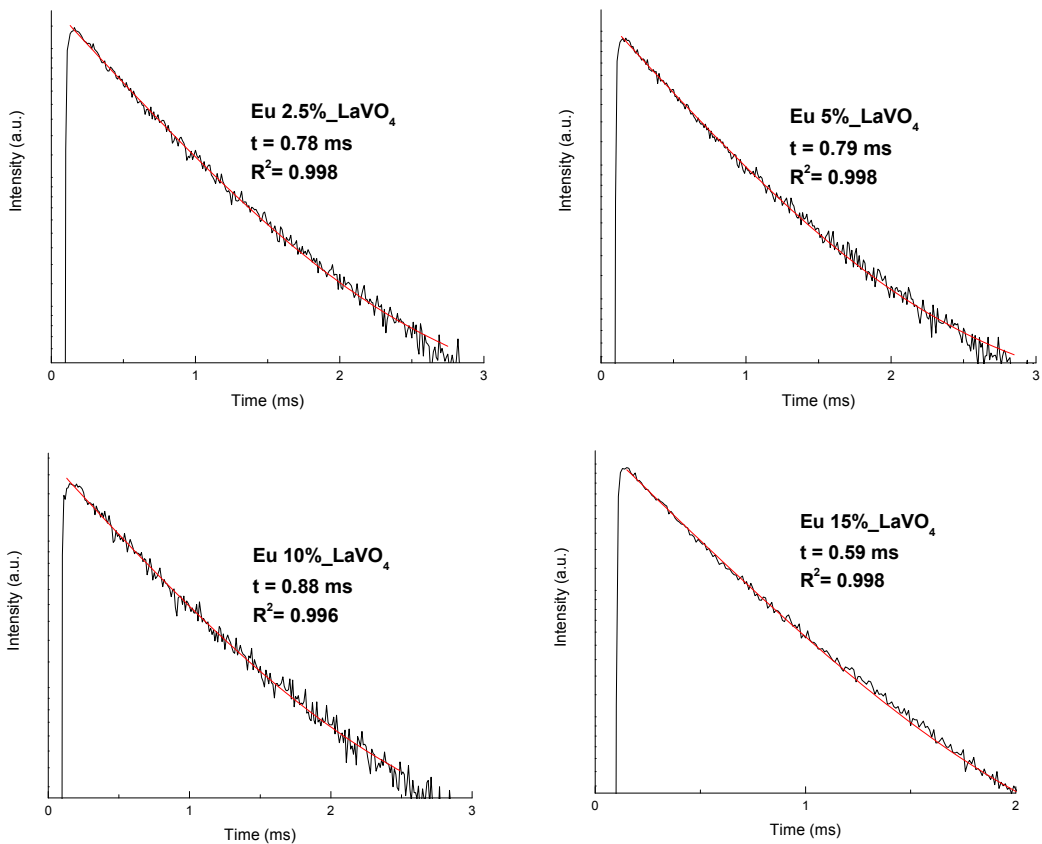 Intensity (a.u.)
Eu 2.5%_LaVO₄
t = 0.78 ms
R²= 0.998
0 1 2 3
Time (ms)
Intensity (a.u.)
Eu 5%_LaVO₄
t = 0.79 ms
R²= 0.998
0 1 2 3
Time (ms)
Intensity (a.u.)
Eu 10%_LaVO₄
t = 0.88 ms
R²= 0.996
0 1 2 3
Time (ms)
Intensity (a.u.)
Eu 15%_LaVO₄
t = 0.59 ms
R²= 0.998
0 1 2
Time (ms)